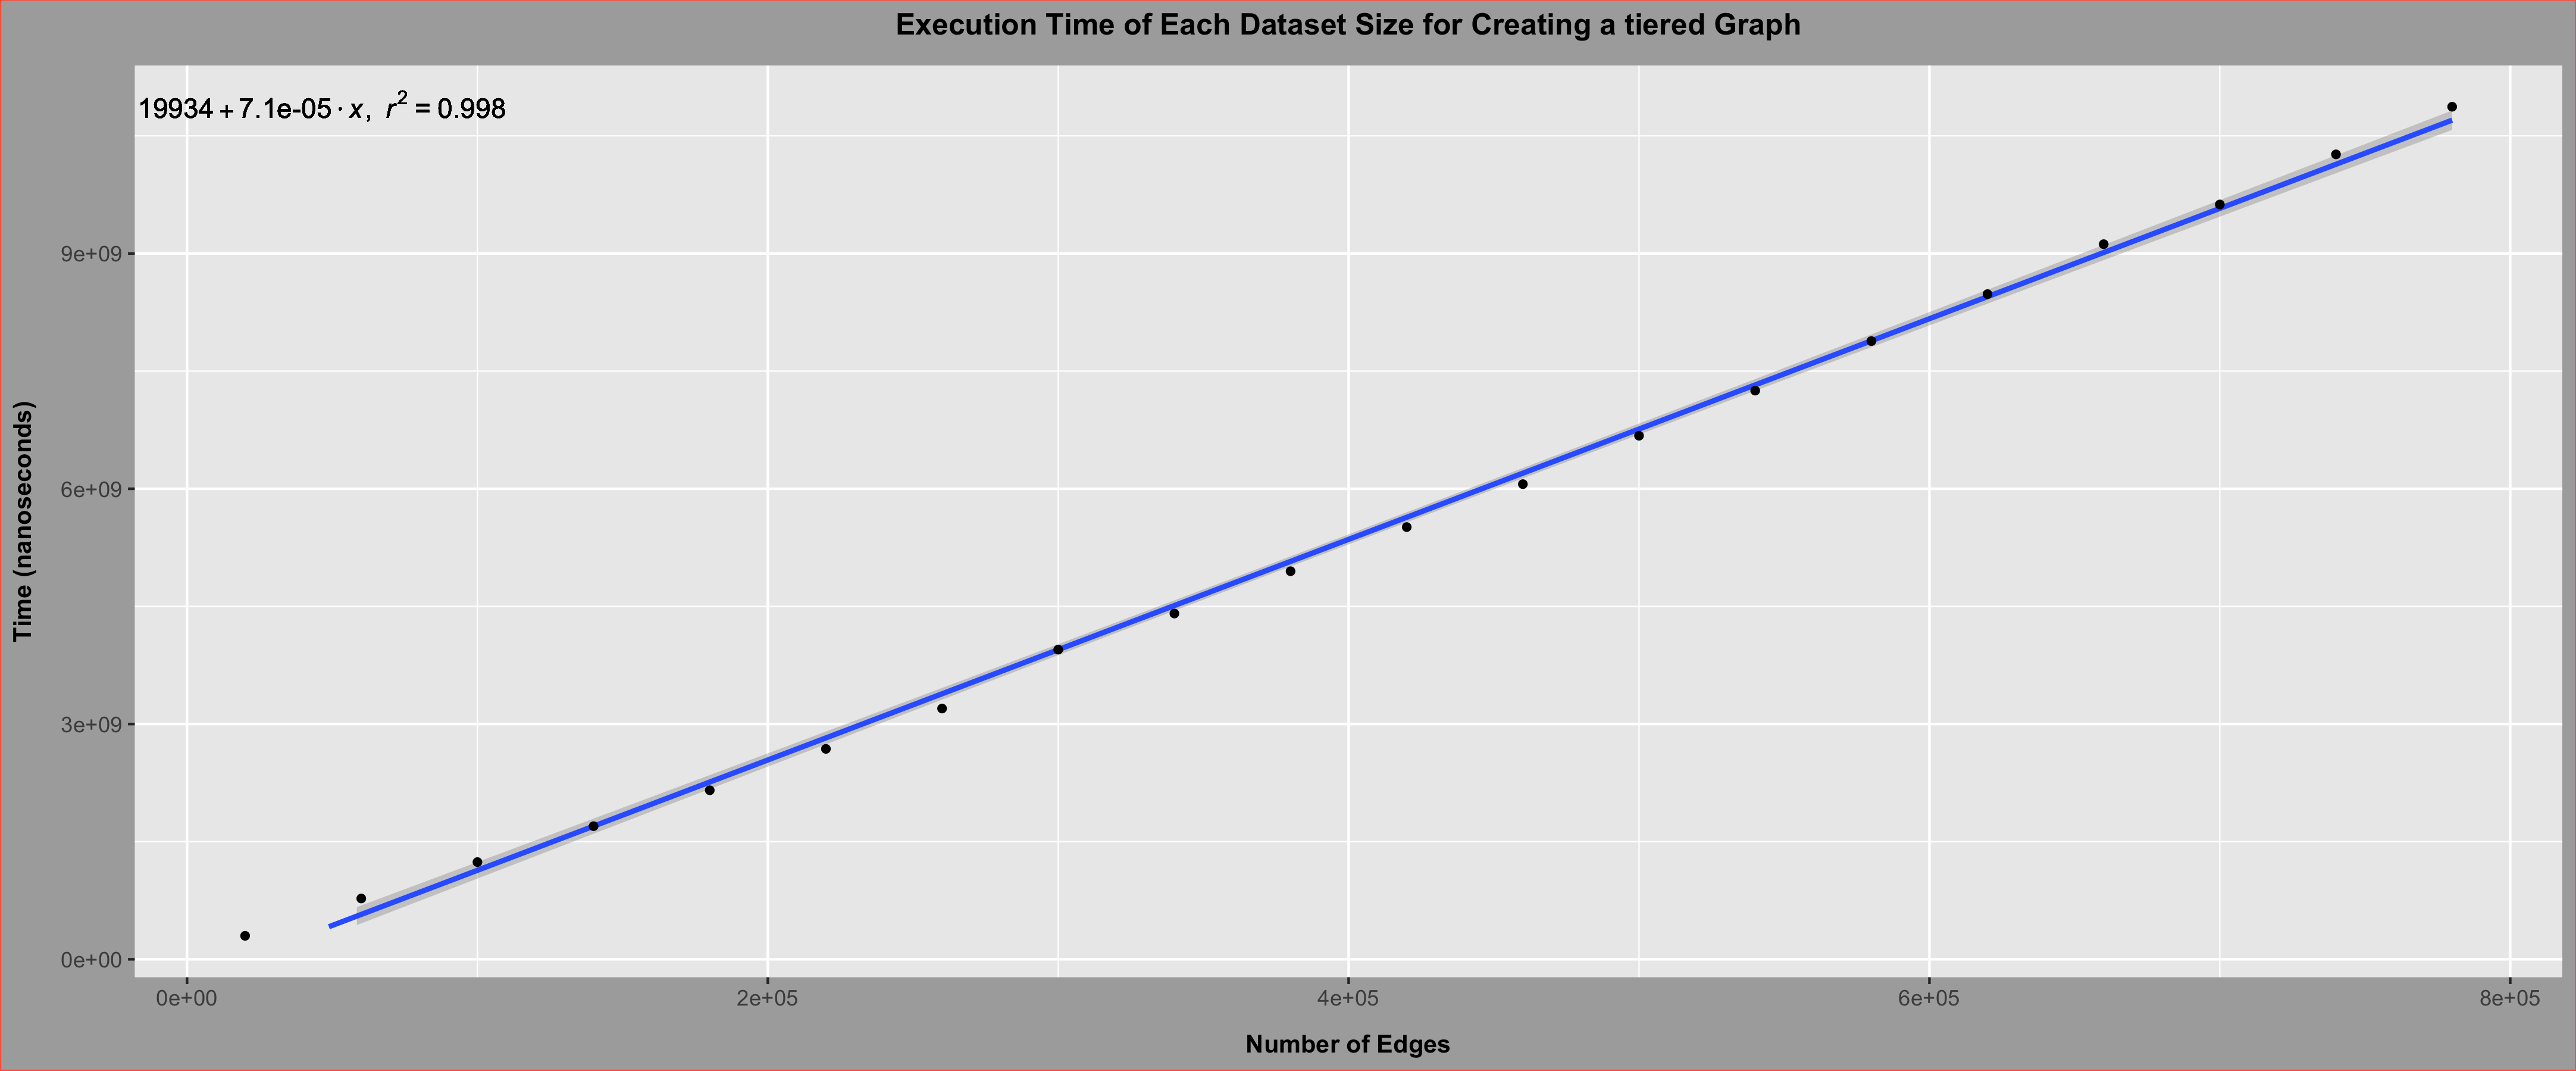 Execution Time of Each Dataset Size for Creating a tiered Graph
19934 + 7.1e-05 · x, r² = 0.998
9e+09
6e+09
3e+09
0e+00
Time (nanoseconds)
0e+00 2e+05 4e+05 6e+05 8e+05
Number of Edges